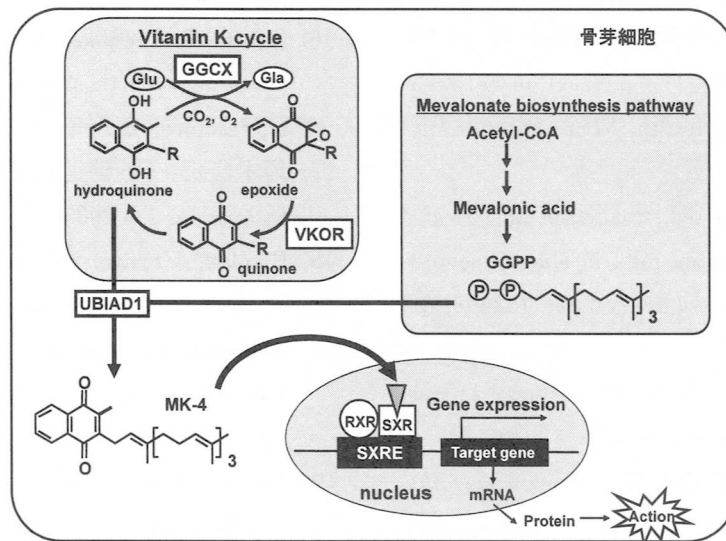 骨芽細胞
Vitamin K cycle
GGCX
Glu
Gla
OH
CO2, O2
O
O
R
O
R
OH
hydroquinone
epoxide
O
VKOR
R
O
quinone
Mevalonate biosynthesis pathway
Acetyl-CoA
Mevalonic acid
GGPP
P
P
3
UBIAD1
MK-4
O
O
3
RXR
SXR
SXRE
Gene expression
Target gene
nucleus
mRNA
Protein
Action